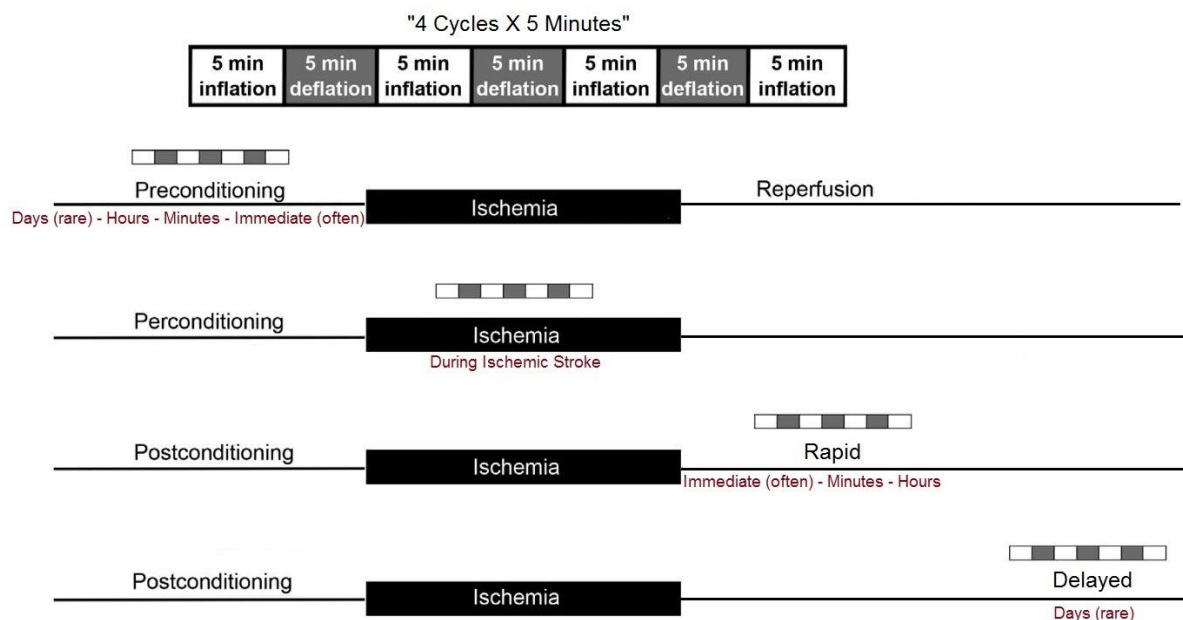 "4 Cycles X 5 Minutes"
5 min 5 min 5 min 5 min 5 min 5 min 5 min
inflation deflation inflation deflation inflation deflation inflation
Preconditioning
Ischemia
Reperfusion
Days (rare) - Hours - Minutes - Immediate (often)
Perconditioning
Ischemia
During Ischemic Stroke
Postconditioning
Ischemia
Rapid
Immediate (often) - Minutes - Hours
Postconditioning
Ischemia
Delayed
Days (rare)